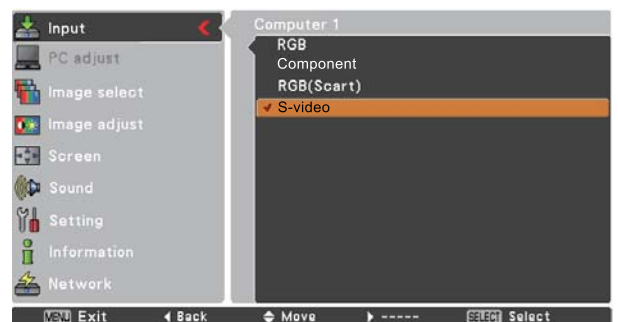 Input
PC adjust
Image select
Image adjust
Screen
Sound
Setting
Information
Network
Computer 1
RGB
Component
RGB(Scart)
S-video
MENU Exit Back Move ----- SELECT Select